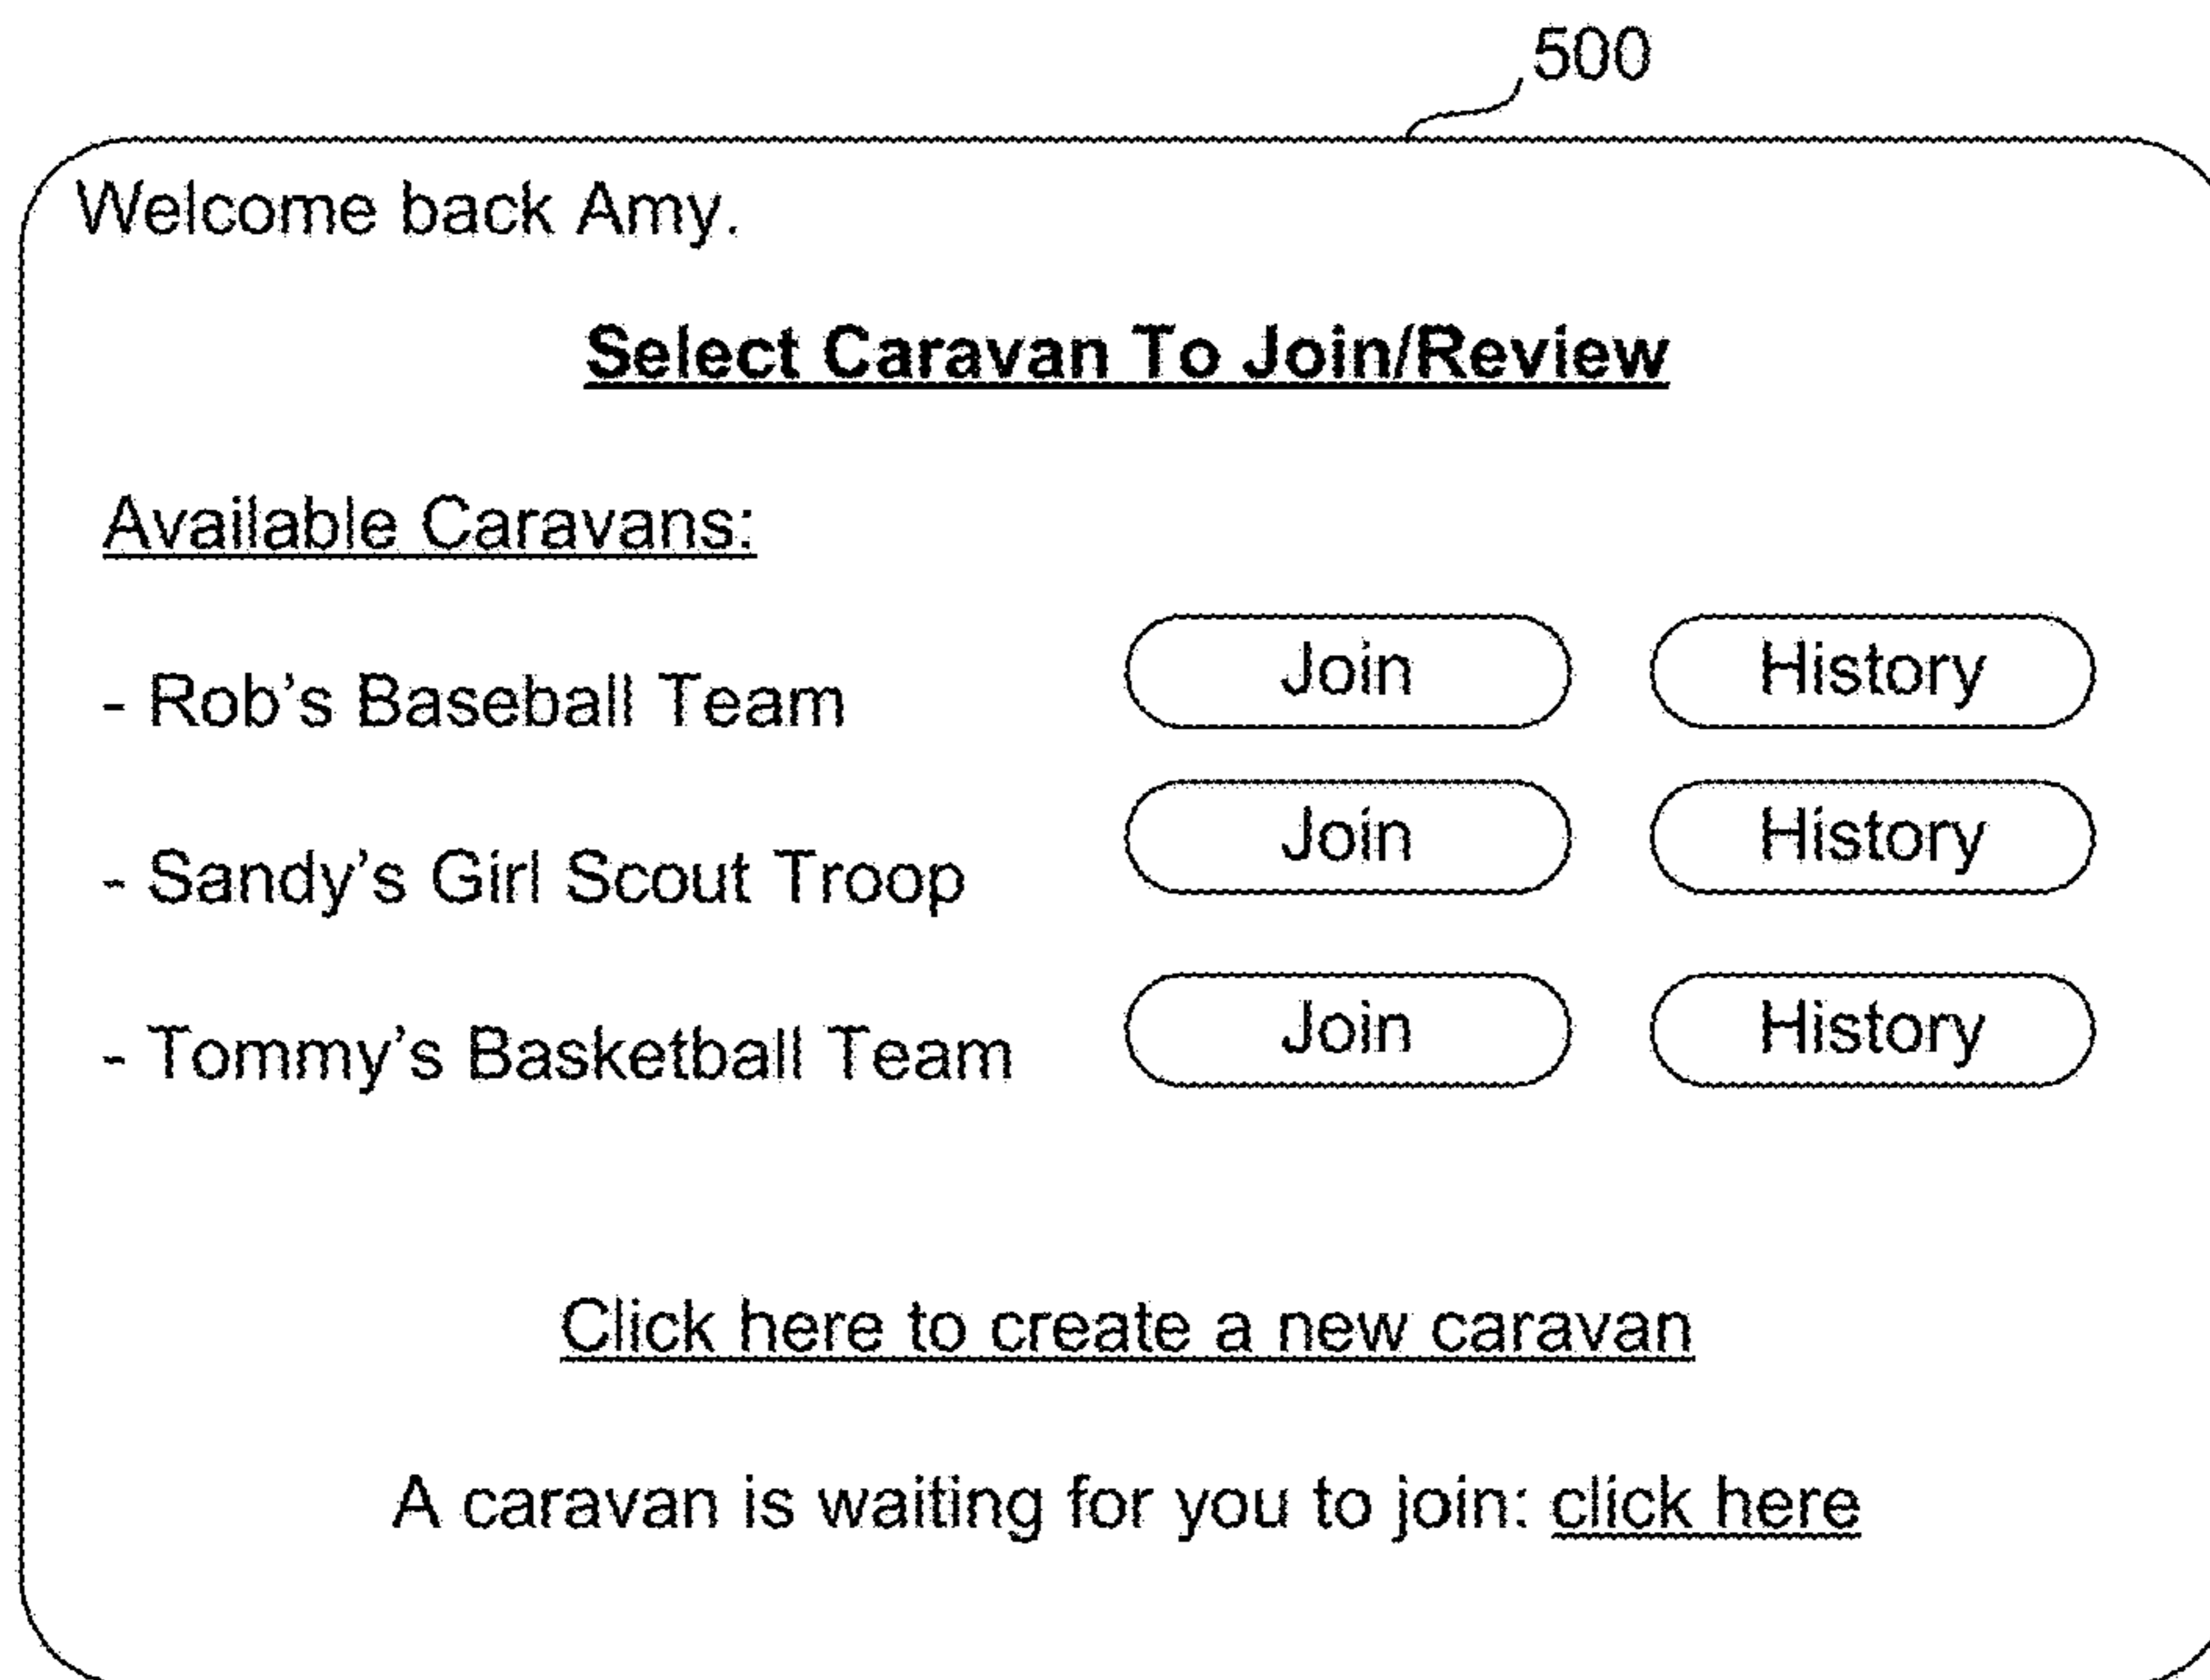 500
Welcome back Amy.
Select Caravan To Join/Review
Available Caravans:
- Rob's Baseball Team Join History
- Sandy's Girl Scout Troop Join History
- Tommy's Basketball Team Join History
Click here to create a new caravan
A caravan is waiting for you to join: click here